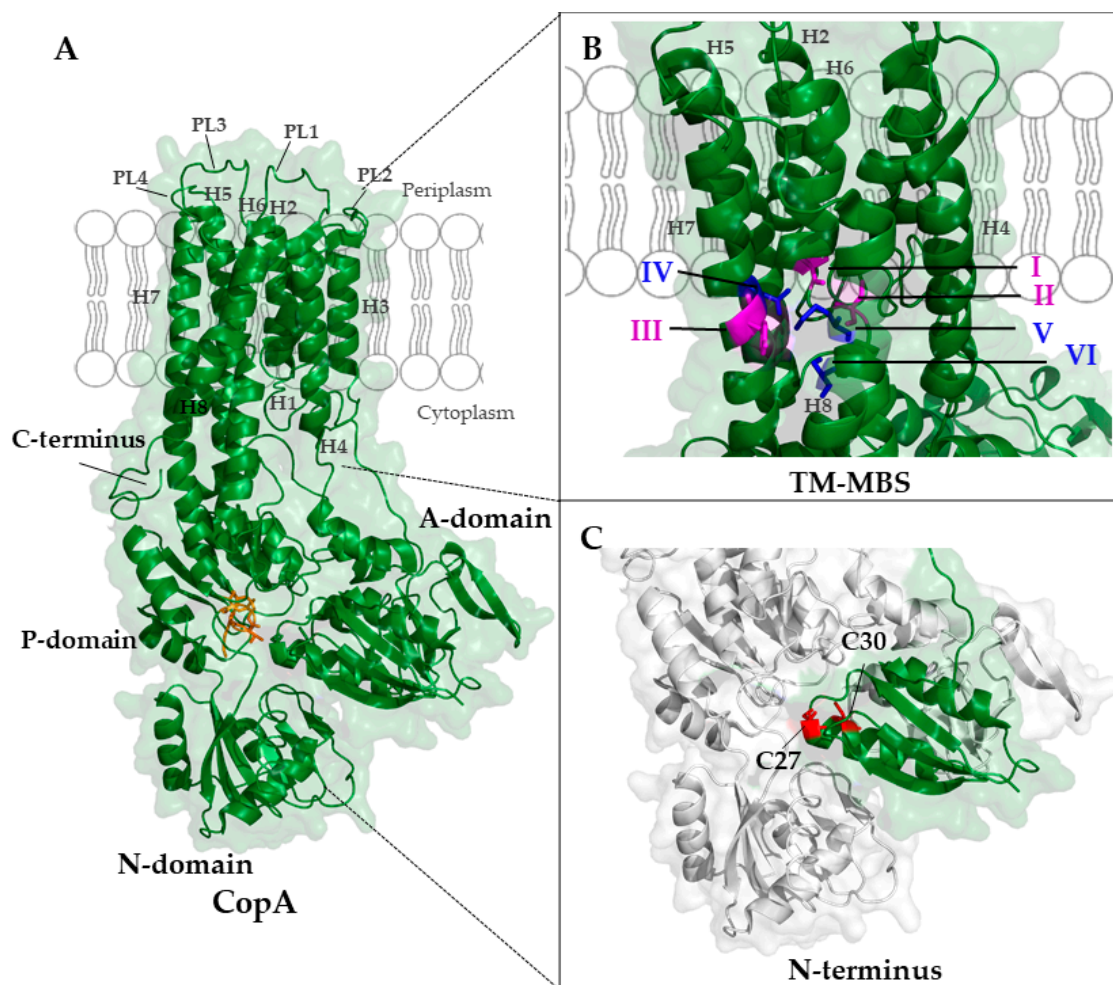 A
PL3
PL1
PL4
PL2
H5
H6
H2
Periplasm
H7
H3
H8
H1
Cytoplasm
C-terminus
H4
A-domain
P-domain
N-domain
CopA
B
H5
H2
H6
H7
H4
IV
I
II
III
V
VI
H8
TM-MBS
C
C30
C27
N-terminus